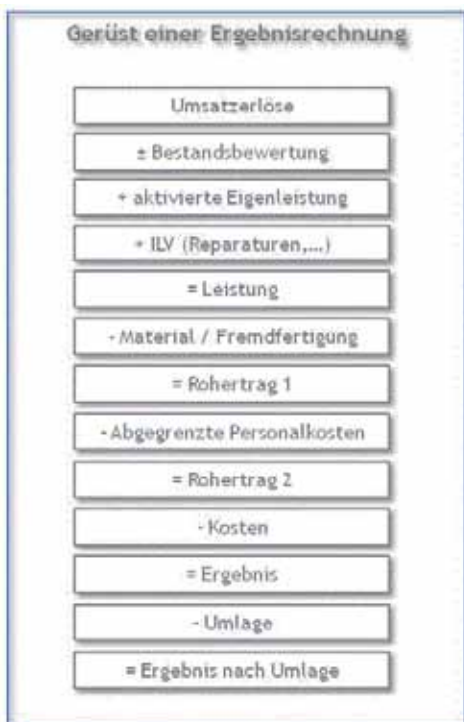 Gerüst einer Ergebnisrechnung
Umsatzerlöse
± Bestandsbewertung
+ aktivierte Eigenleistung
+ ILV (Reparaturen,...)
= Leistung
- Material / Fremdfertigung
= Rohertrag 1
- Abgegrenzte Personalkosten
= Rohertrag 2
- Kosten
= Ergebnis
- Umlage
= Ergebnis nach Umlage